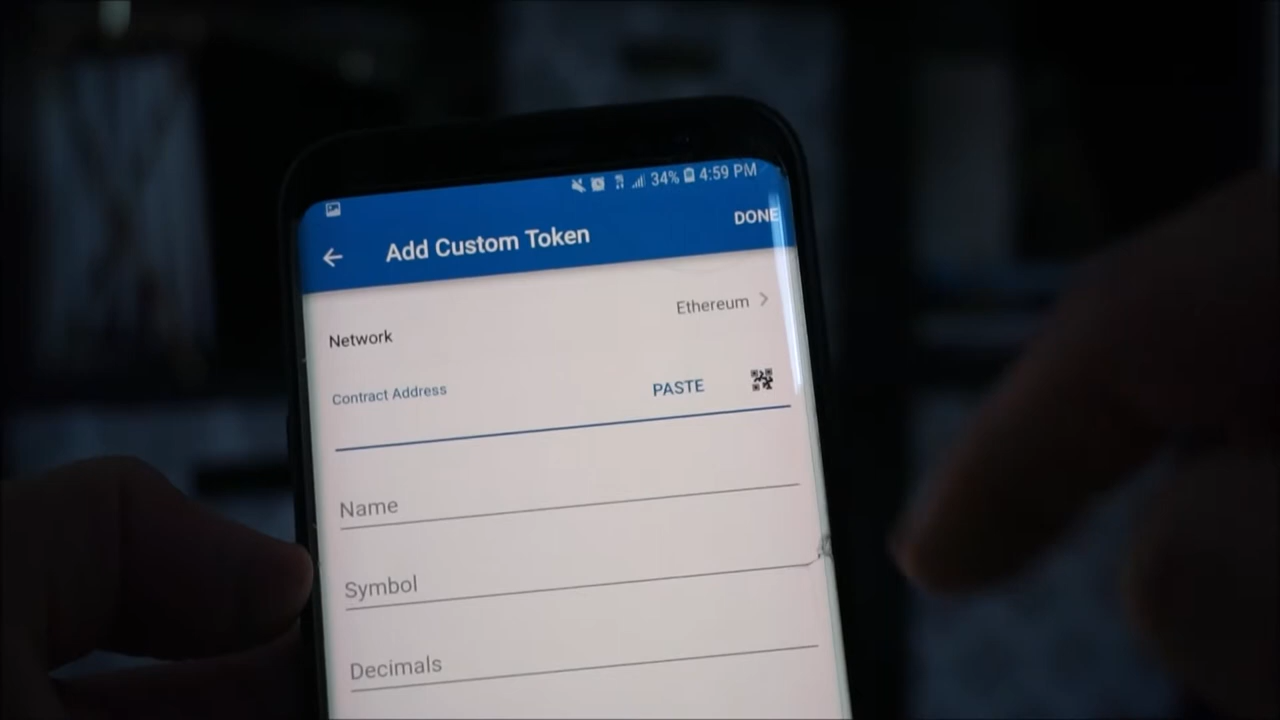 34% 4:59 PM
Add Custom Token
DONE
Network
Ethereum
Contract Address
PASTE
Name
Symbol
Decimals